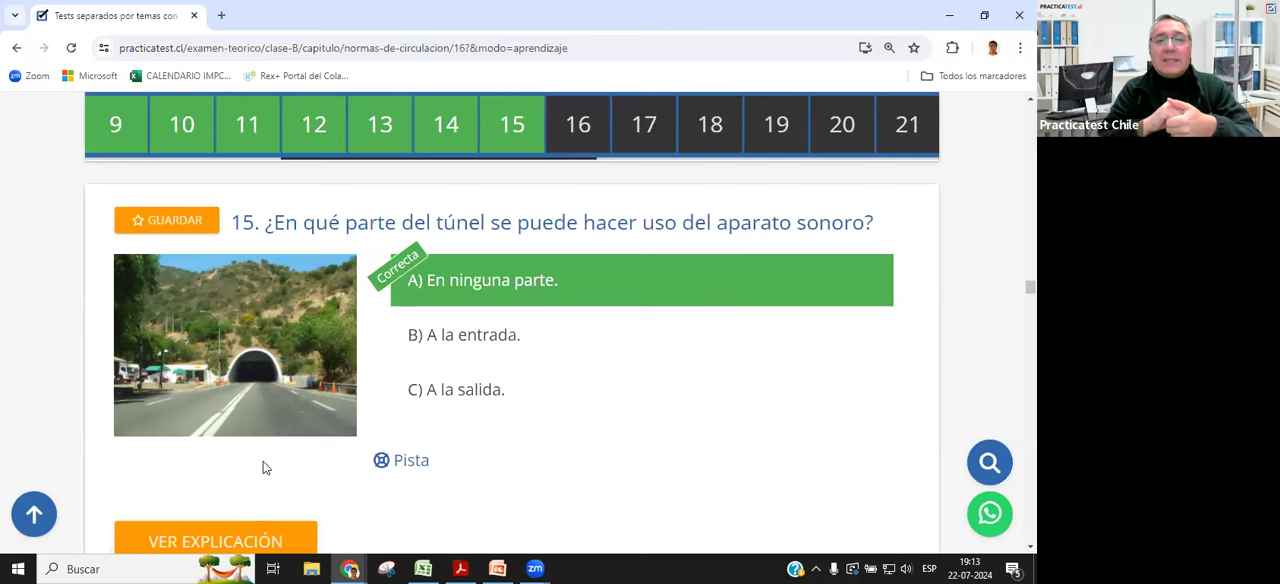 Tests separados por temas con
practicatest.cl/examen-teorico/clase-B/capitulo/normas-de-circulacion/16?&modo=aprendizaje
Zoom
Microsoft
CALENDARIO IMPC...
Rex+ Portal del Cola...
Todos los marcadores
PRACTICATEST.cl
Practicatest Chile
9 10 11 12 13 14 15 16 17 18 19 20 21
GUARDAR
15. ¿En qué parte del túnel se puede hacer uso del aparato sonoro?
Correcta
A) En ninguna parte.
B) A la entrada.
C) A la salida.
Pista
VER EXPLICACIÓN
Buscar
ESP
19:13
22-07-2024
5